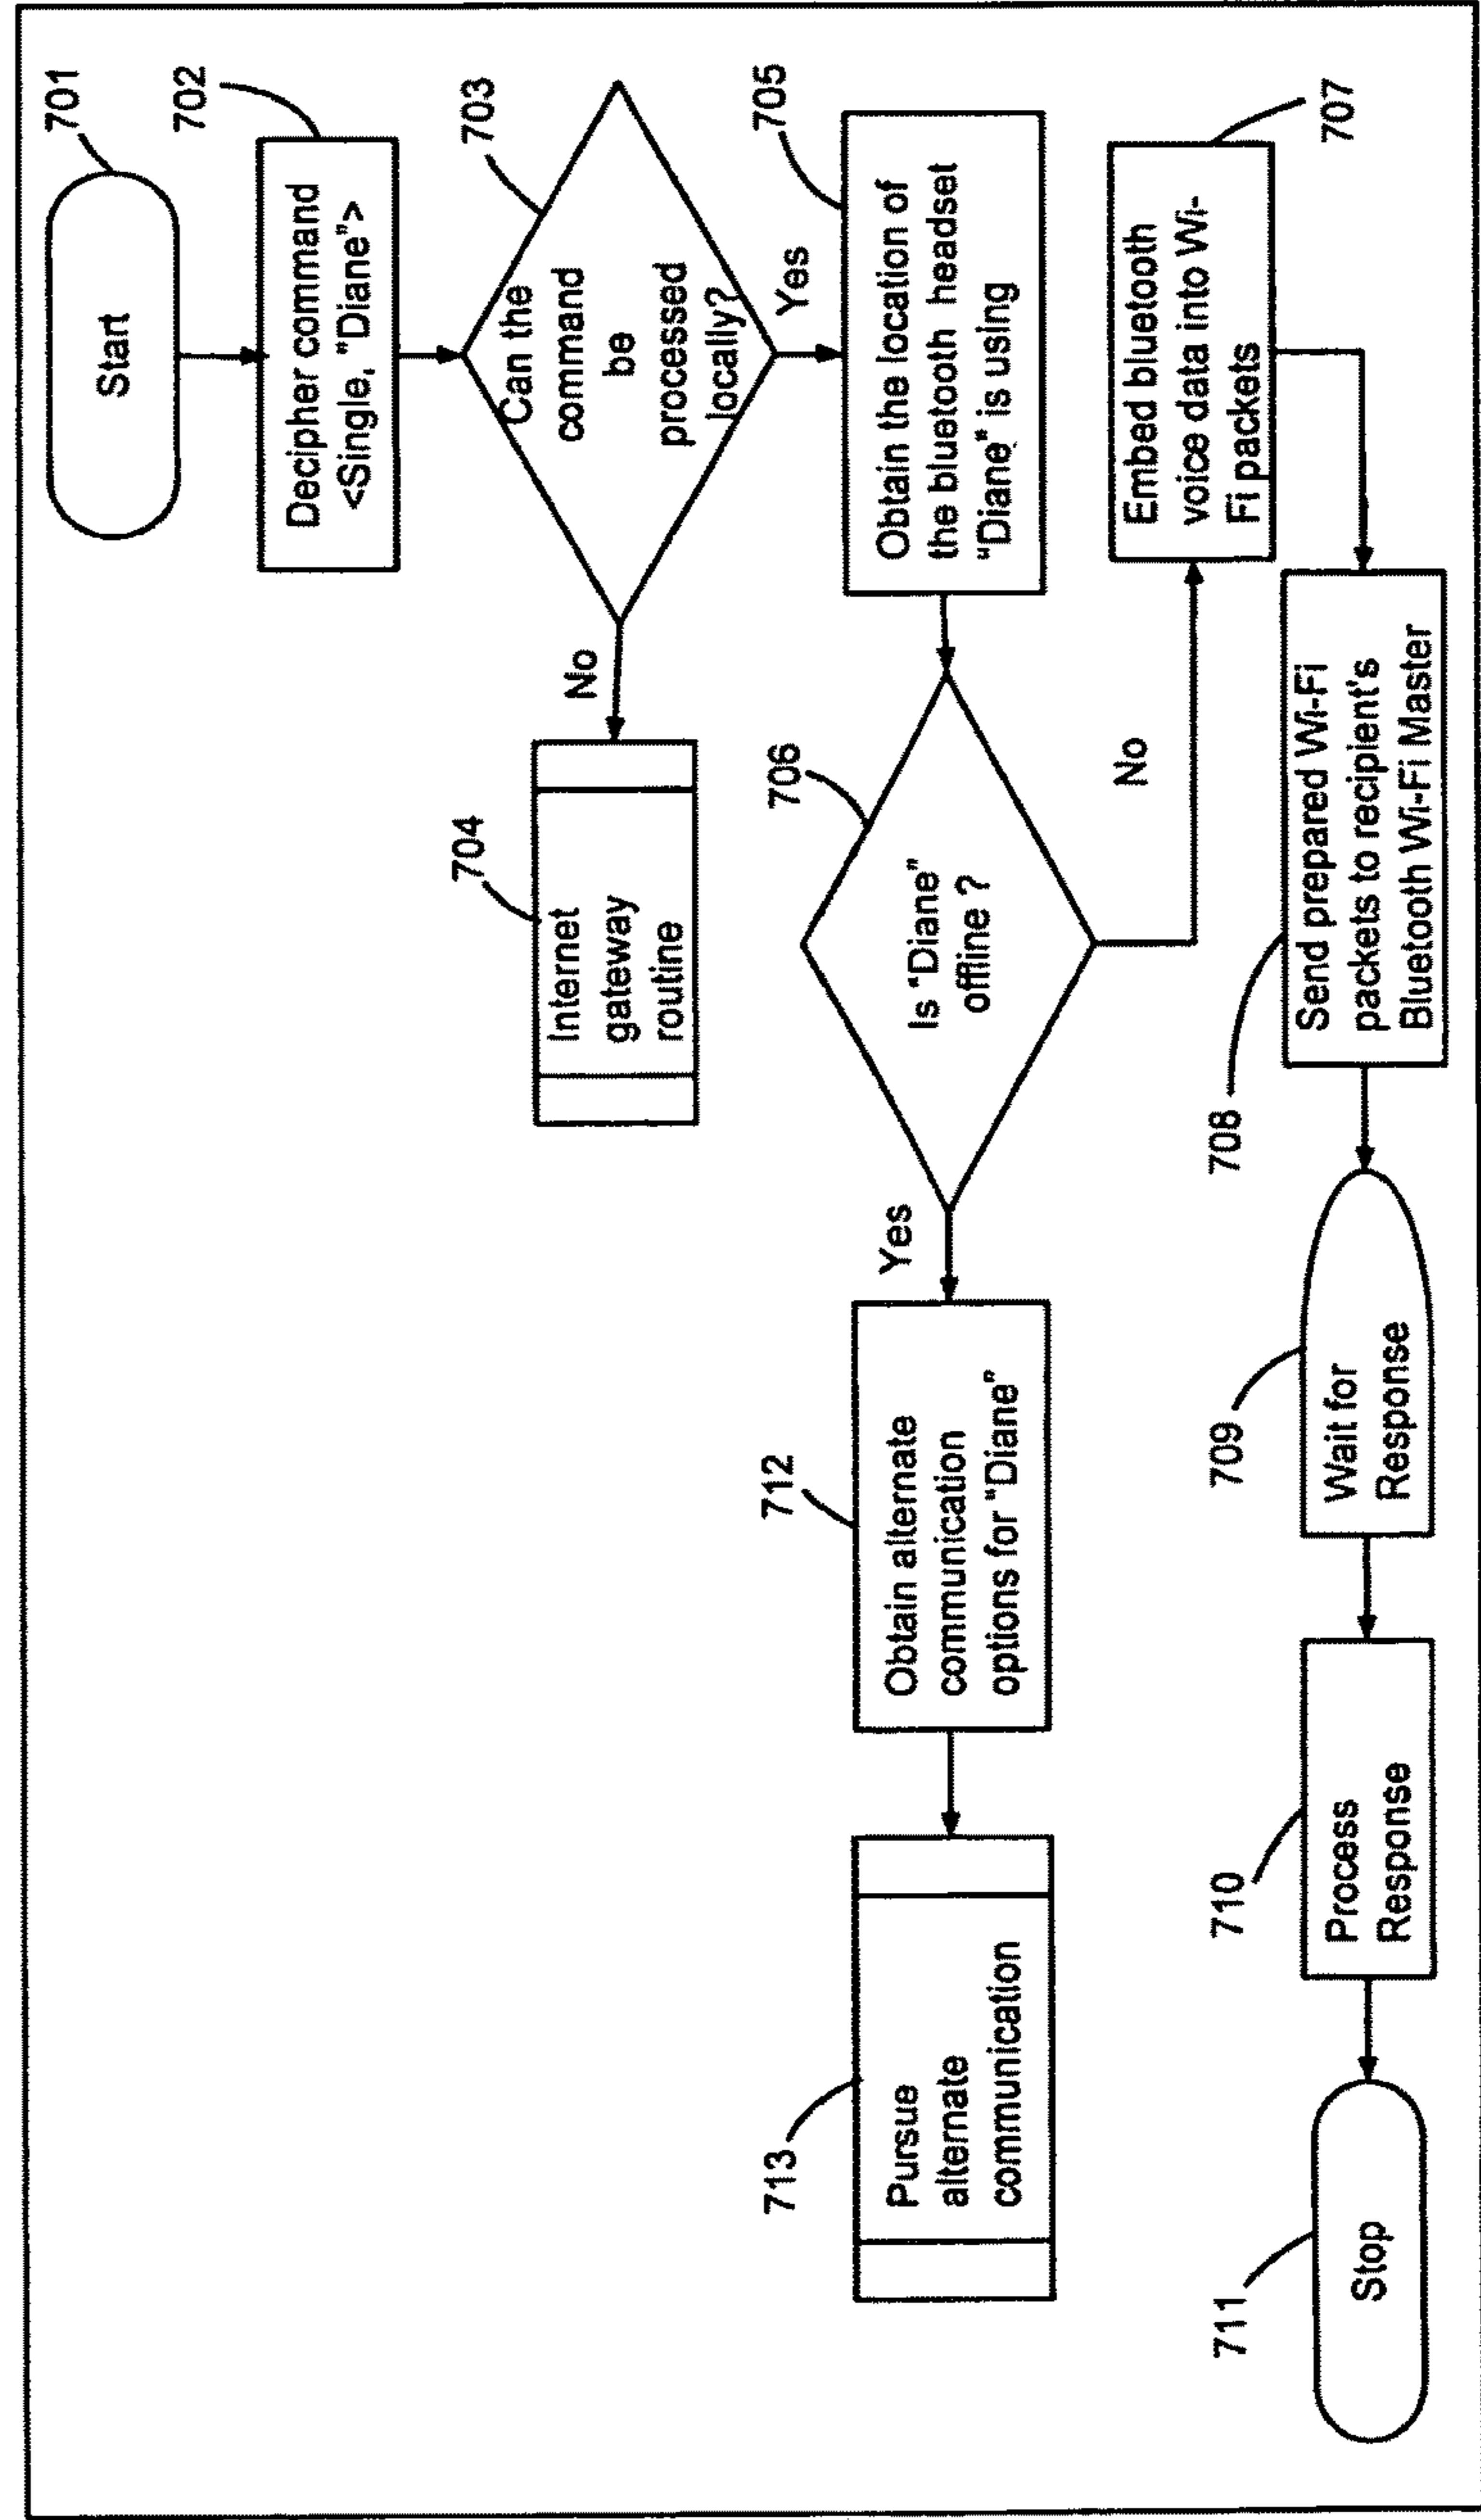 701
Start
702
Decipher command
<Single, "Diane">
703
Can the
command
be
processed
locally?
No
Yes
704
Internet
gateway
routine
705
Obtain the location of
the bluetooth headset
"Diane" is using
706
Is "Diane"
offline ?
Yes
No
707
Embed bluetooth
voice data into Wi-
Fi packets
708
Send prepared Wi-Fi
packets to recipient's
Bluetooth Wi-Fi Master
709
Wait for
Response
710
Process
Response
711
Stop
712
Obtain alternate
communication
options for "Diane"
713
Pursue
alternate
communication